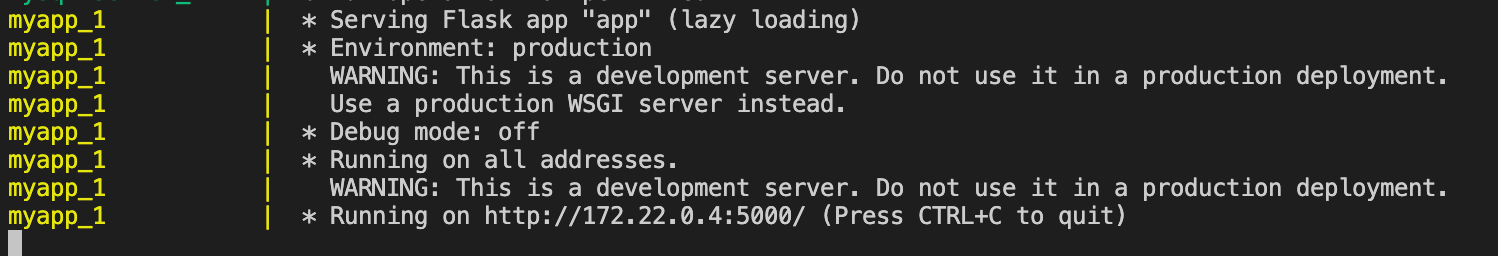 myapp_1 | * Serving Flask app "app" (lazy loading)
myapp_1 | * Environment: production
myapp_1 | WARNING: This is a development server. Do not use it in a production deployment.
myapp_1 | Use a production WSGI server instead.
myapp_1 | * Debug mode: off
myapp_1 | * Running on all addresses.
myapp_1 | WARNING: This is a development server. Do not use it in a production deployment.
myapp_1 | * Running on http://172.22.0.4:5000/ (Press CTRL+C to quit)